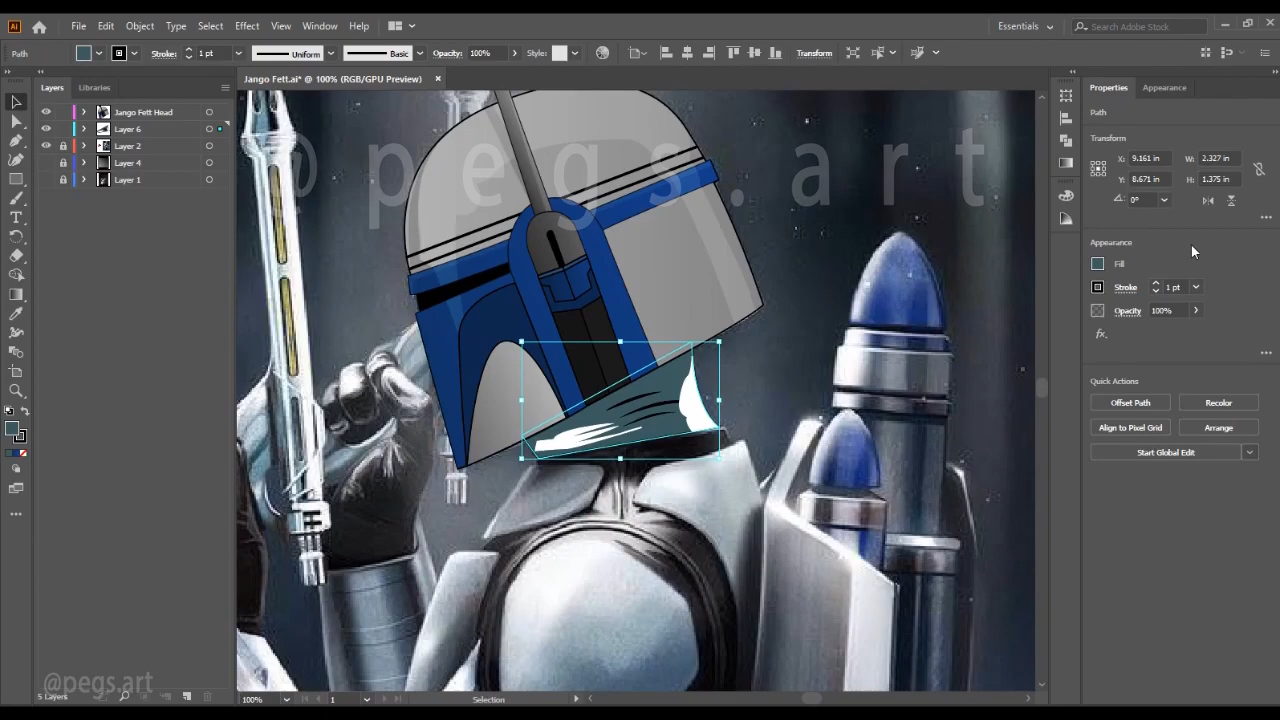 Ai File Edit Object Type Select Effect View Window Help Essentials Search Adobe Stock
Path Stroke: 1 pt Uniform Basic Opacity: 100% Style: Transform
Layers Libraries Jango Fett.ai* @ 100% (RGB/GPU Preview) × Properties Appearance
Jango Fett Head
Layer 6
Layer 2
Layer 4
Layer 1
@pegs.art
Path
Transform
X: 9.161 in W: 2.327 in
Y: 8.671 in H: 1.375 in
0°
Appearance
Fill
Stroke 1 pt
Opacity 100%
fx.
Quick Actions
Offset Path Recolor
Align to Pixel Grid Arrange
Start Global Edit
@pegs.art
5 Layers 100% 1 Selection